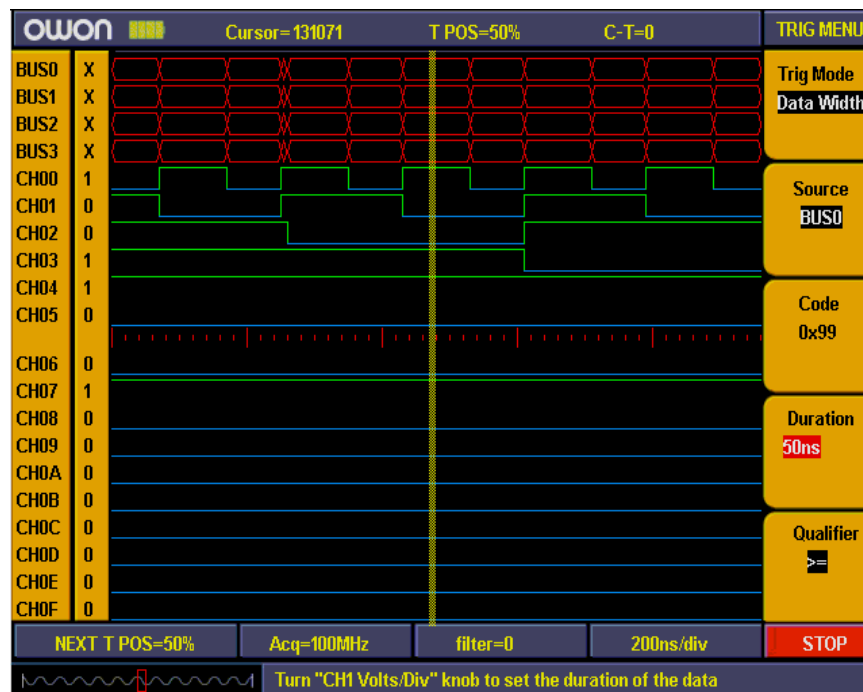 owon Cursor=131071 T POS=50% C-T=0 TRIG MENU
BUS0 X
BUS1 X
BUS2 X
BUS3 X
CH00 1
CH01 0
CH02 0
CH03 1
CH04 1
CH05 0
CH06 0
CH07 1
CH08 0
CH09 0
CH0A 0
CH0B 0
CH0C 0
CH0D 0
CH0E 0
CH0F 0
Trig Mode
Data Width
Source
BUS0
Code
0x99
Duration
50ns
Qualifier
>=
NEXT T POS=50% Acq=100MHz filter=0 200ns/div STOP
Turn "CH1 Volts/Div" knob to set the duration of the data